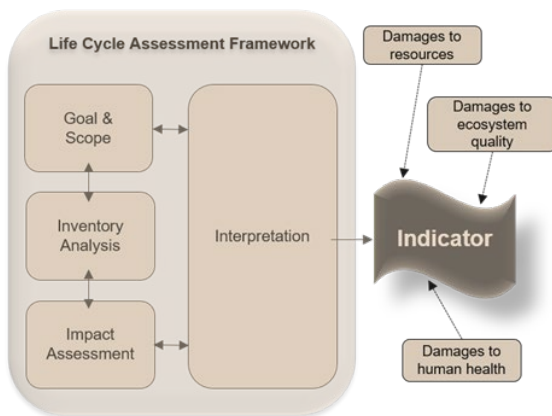 Life Cycle Assessment Framework
Goal &
Scope
Inventory
Analysis
Impact
Assessment
Interpretation
Damages to
resources
Damages to
ecosystem
quality
Indicator
Damages to
human health